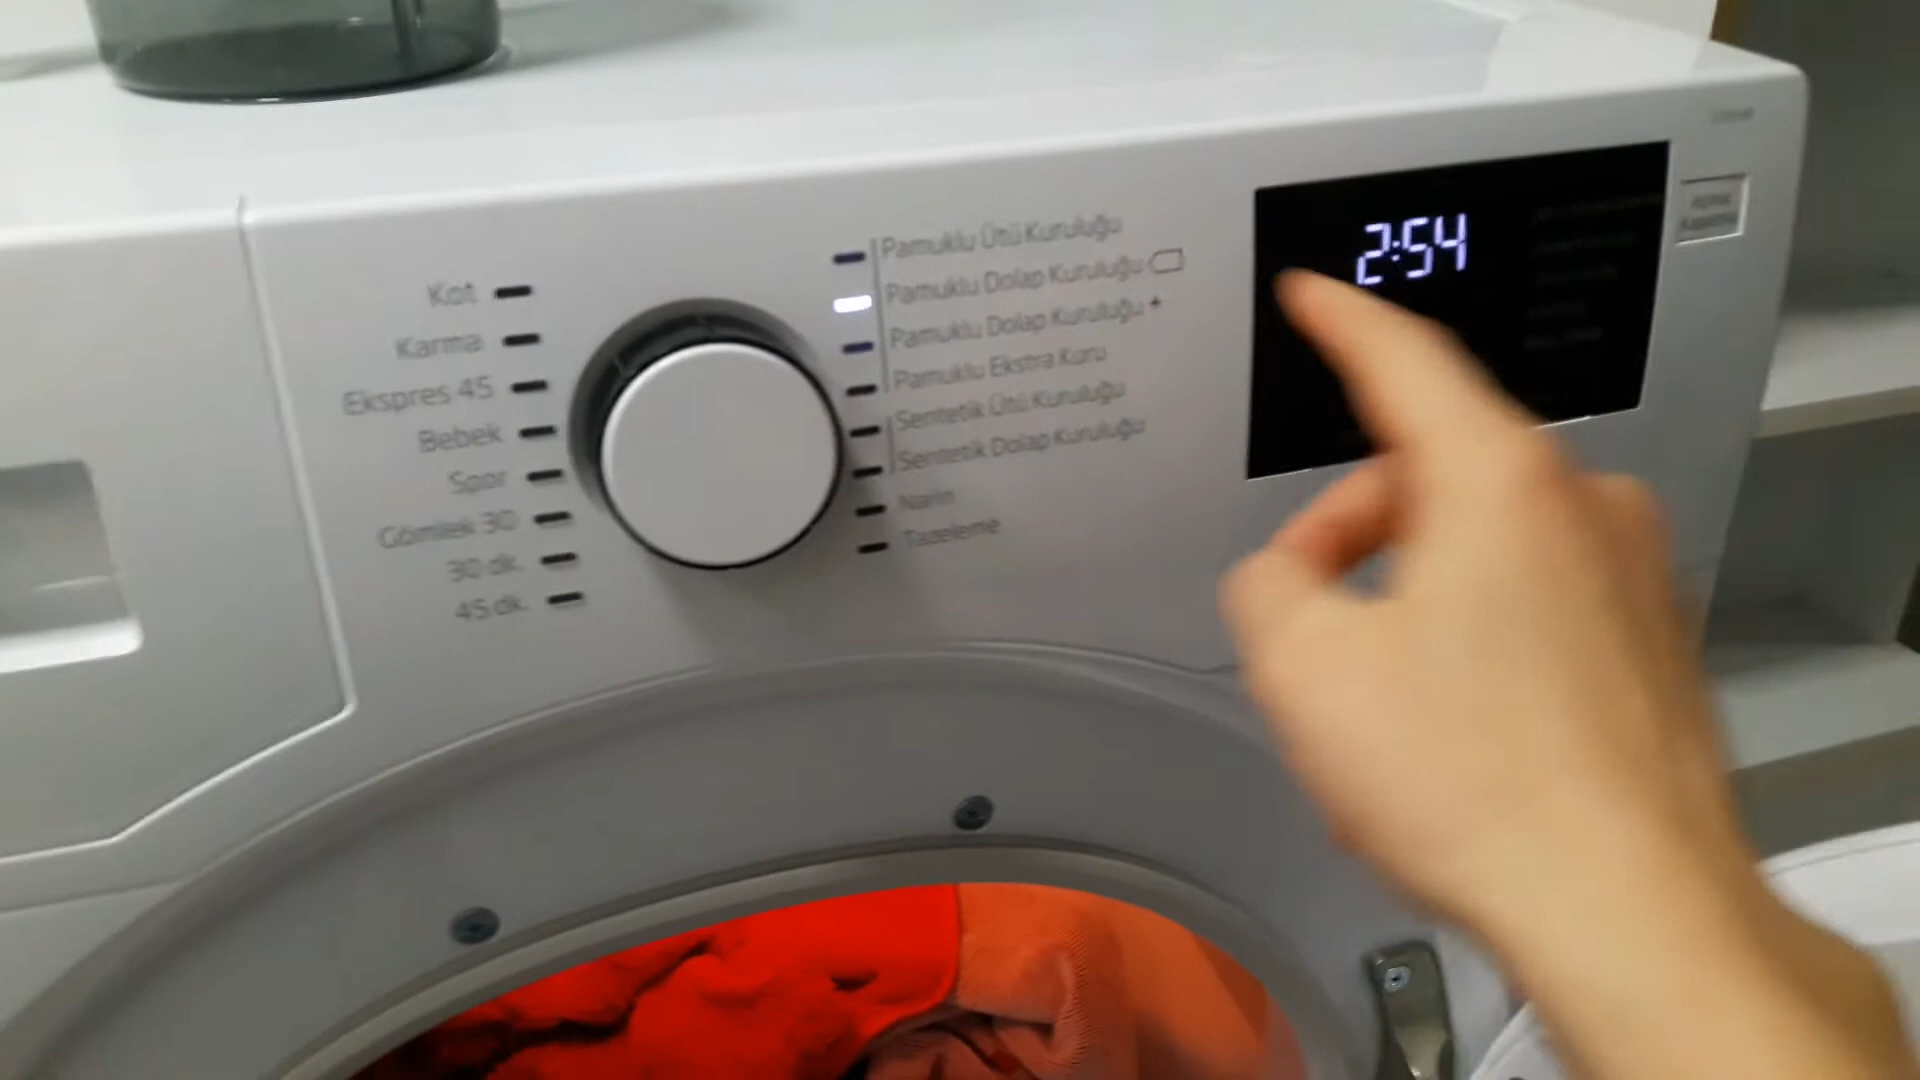 Kot
Karma
Ekspres 45
Bebek
Spor
Gömlek 30
30 dk.
45 dk.
Pamuklu Ütü Kuruluğu
Pamuklu Dolap Kuruluğu
Pamuklu Dolap Kuruluğu +
Pamuklu Ekstra Kuru
Sentetik Ütü Kuruluğu
Sentetik Dolap Kuruluğu
Narin
Tazeleme
2:54